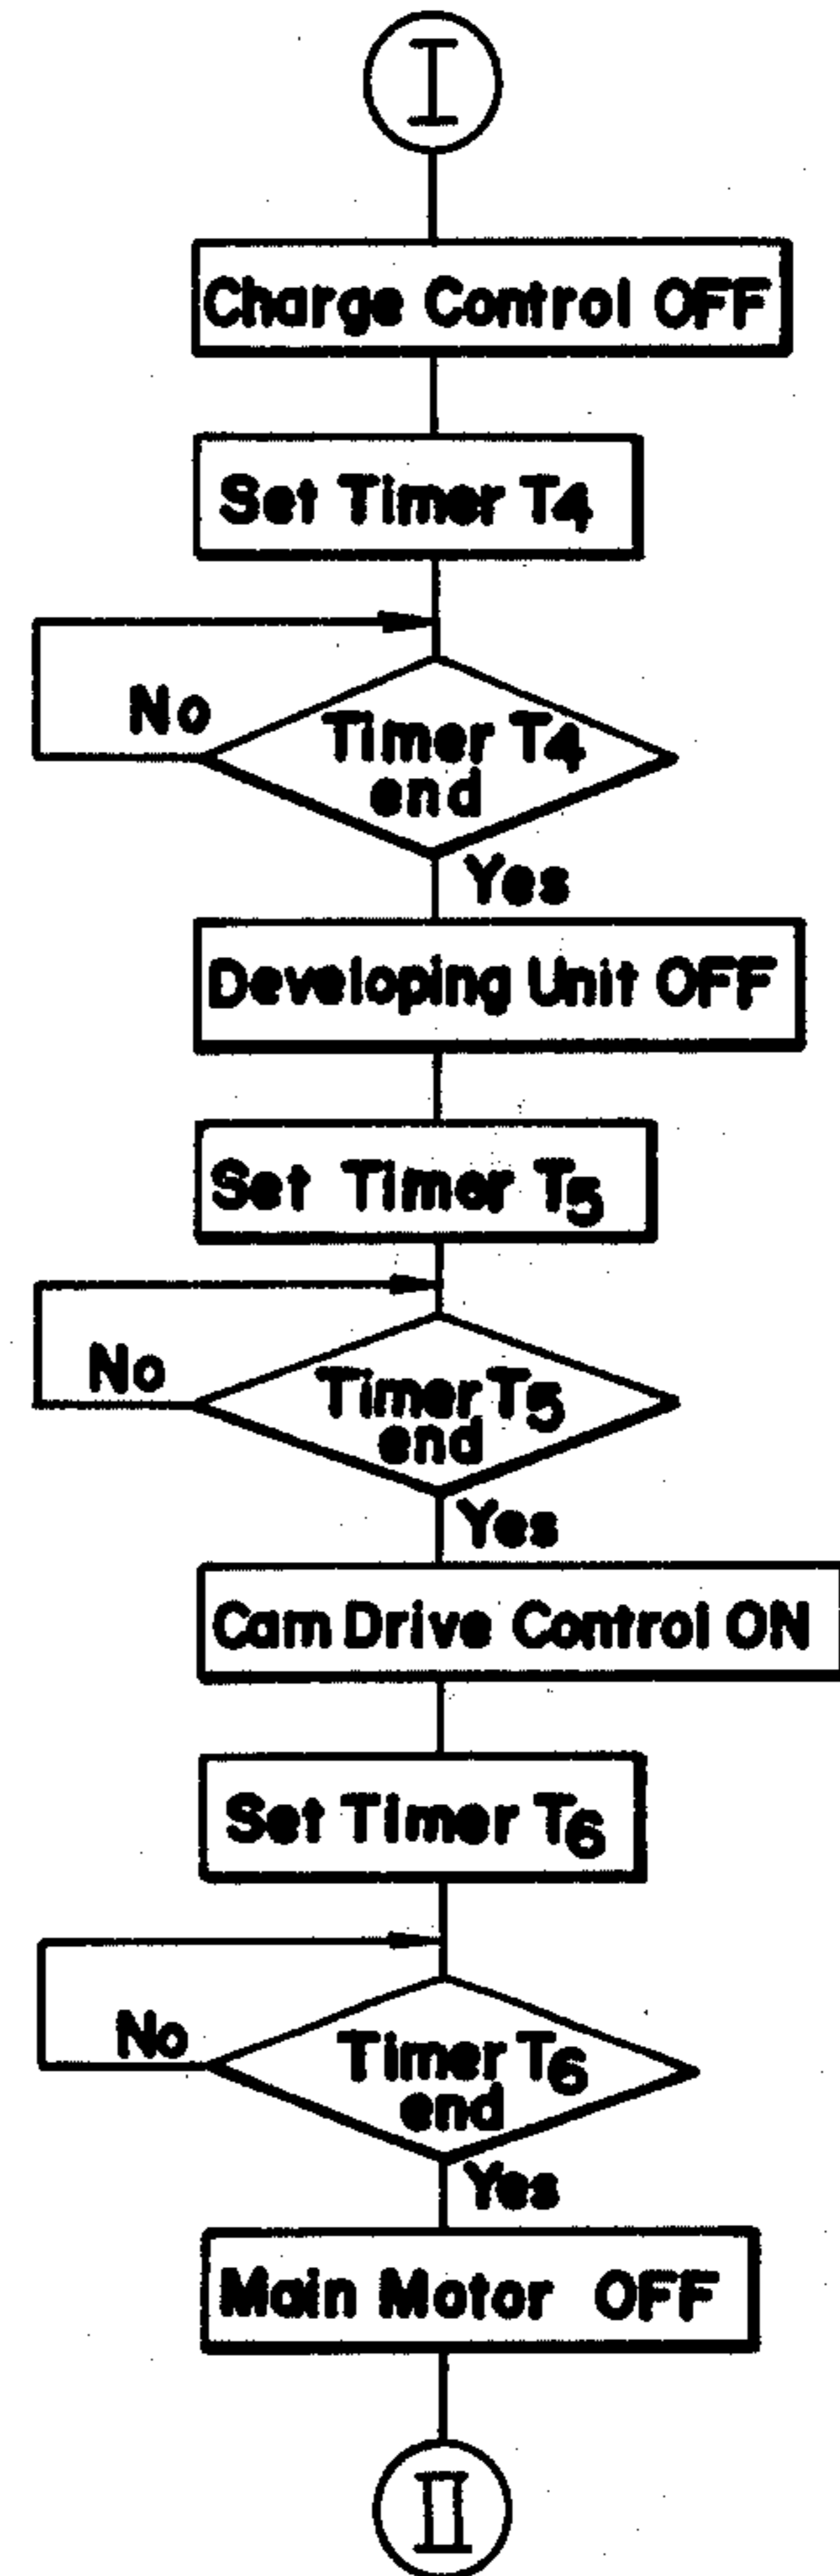 I
Charge Control OFF
Set Timer T4
No
Timer T4
end
Yes
Developing Unit OFF
Set Timer T5
No
Timer T5
end
Yes
Cam Drive Control ON
Set Timer T6
No
Timer T6
end
Yes
Main Motor OFF
II